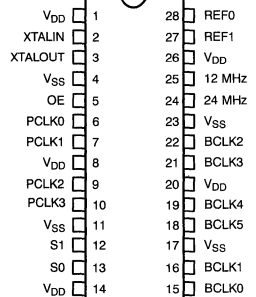 VDD 1 28 REF0
XTALIN 2 27 REF1
XTALOUT 3 26 VDD
VSS 4 25 12 MHz
OE 5 24 24 MHz
PCLK0 6 23 VSS
PCLK1 7 22 BCLK2
VDD 8 21 BCLK3
PCLK2 9 20 VDD
PCLK3 10 19 BCLK4
VSS 11 18 BCLK5
S1 12 17 VSS
S0 13 16 BCLK1
VDD 14 15 BCLK0